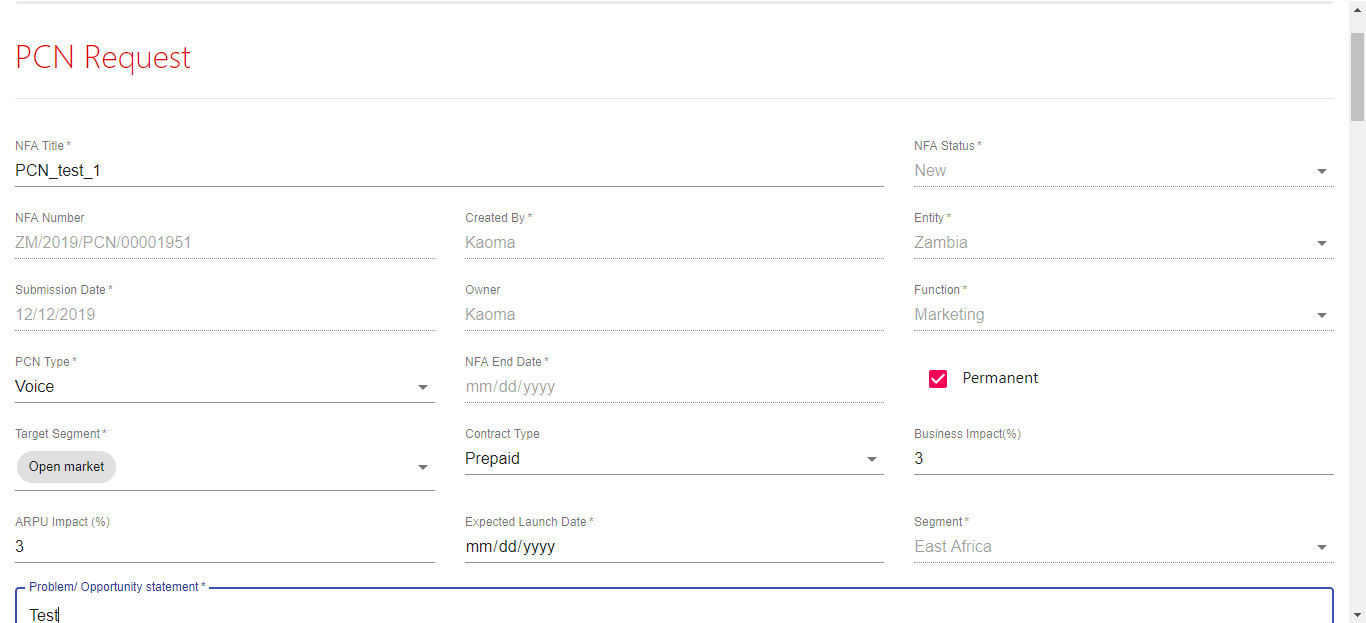 PCN Request
NFA Title *
NFA Status *
PCN_test_1
New
NFA Number
Created By *
Entity *
ZM/2019/PCN/00001951
Kaoma
Zambia
Submission Date *
Owner
Function *
12/12/2019
Kaoma
Marketing
PCN Type *
NFA End Date *
Permanent
Voice
mm/dd/yyyy
Target Segment *
Contract Type
Business Impact(%)
Open market
Prepaid
3
ARPU Impact (%)
Expected Launch Date *
Segment *
3
mm/dd/yyyy
East Africa
Problem/ Opportunity statement *
Test